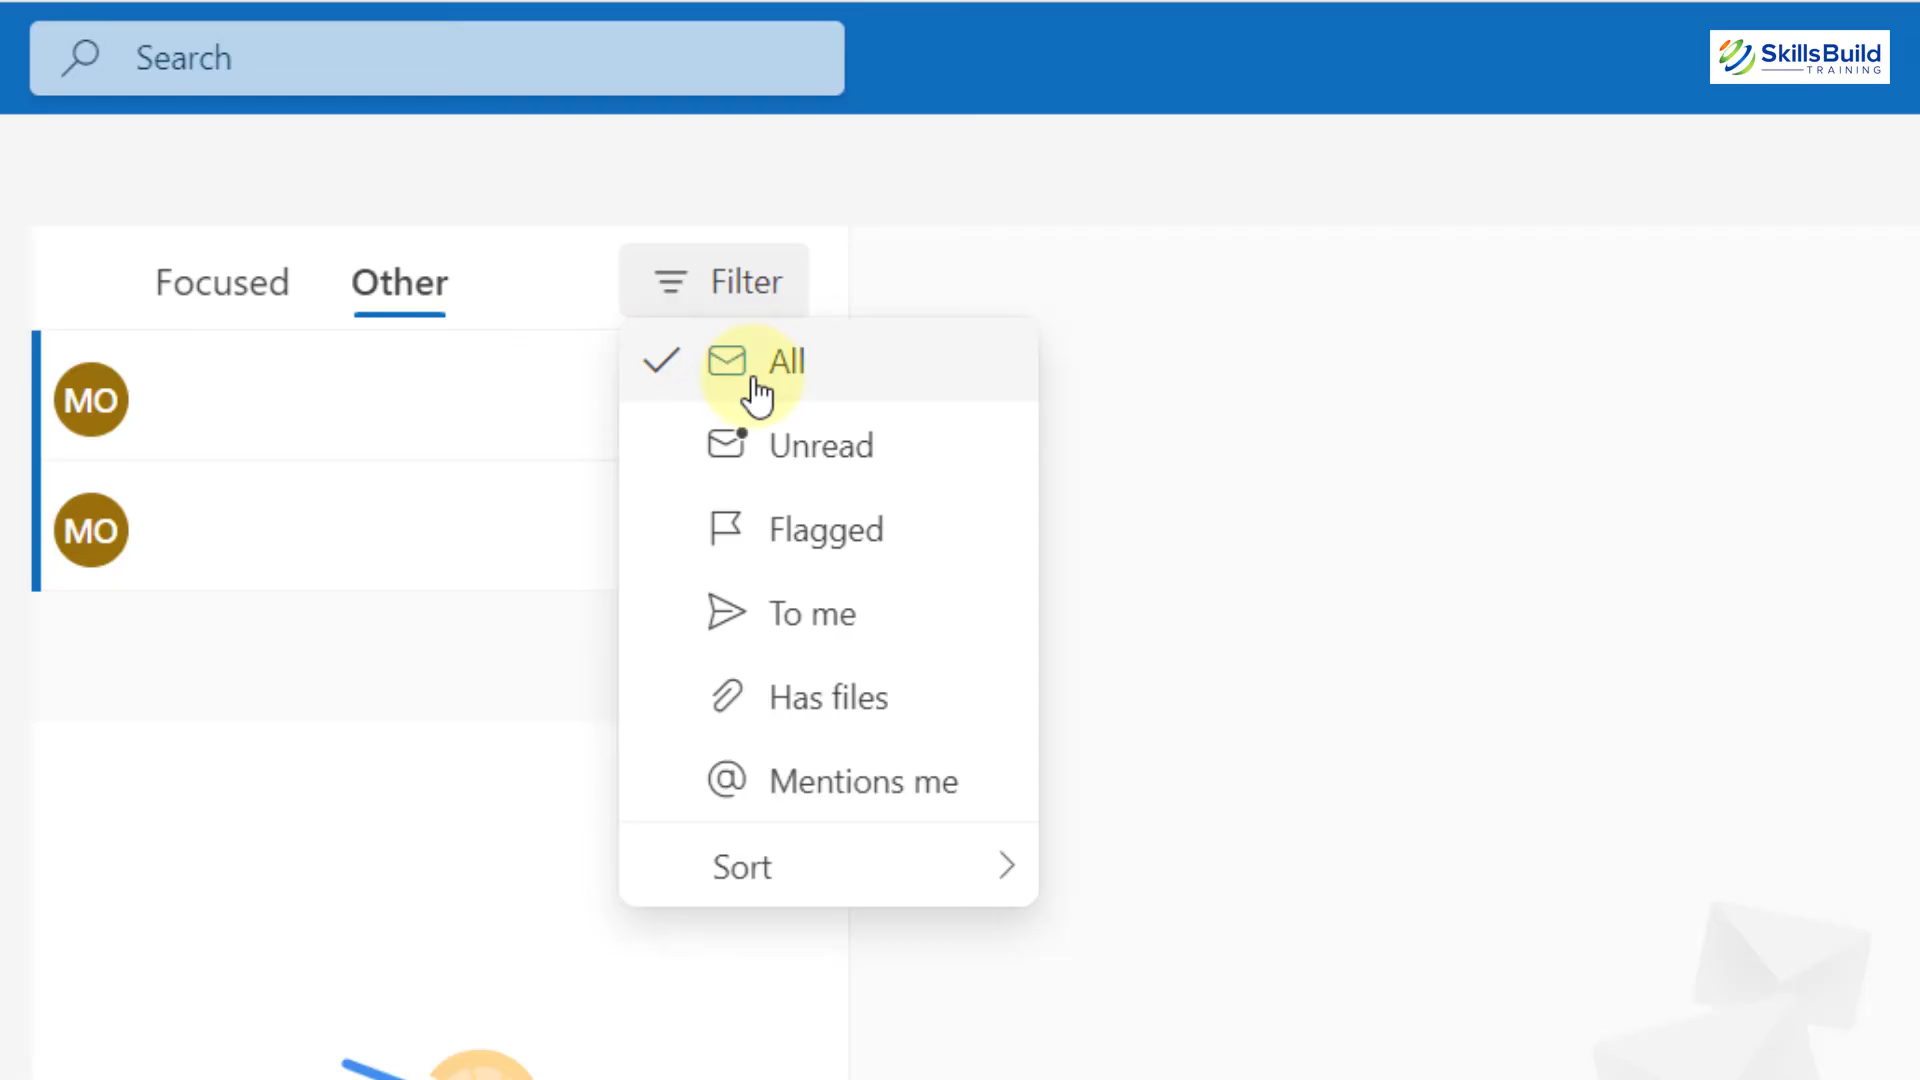 Search
SkillsBuild
TRAINING
Focused
Other
Filter
MO
MO
All
Unread
Flagged
To me
Has files
@ Mentions me
Sort